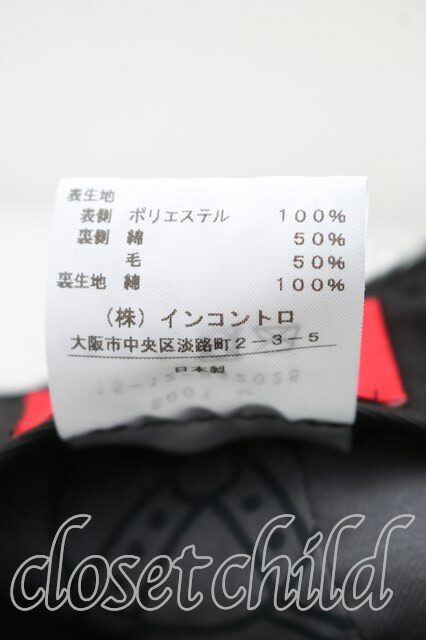 表生地
表側 ポリエステル 100%
裏側 綿 50%
毛 50%
裏生地 綿 100%
(株)インコントロ
大阪市中央区淡路町2-3-5
日本製
closetchild